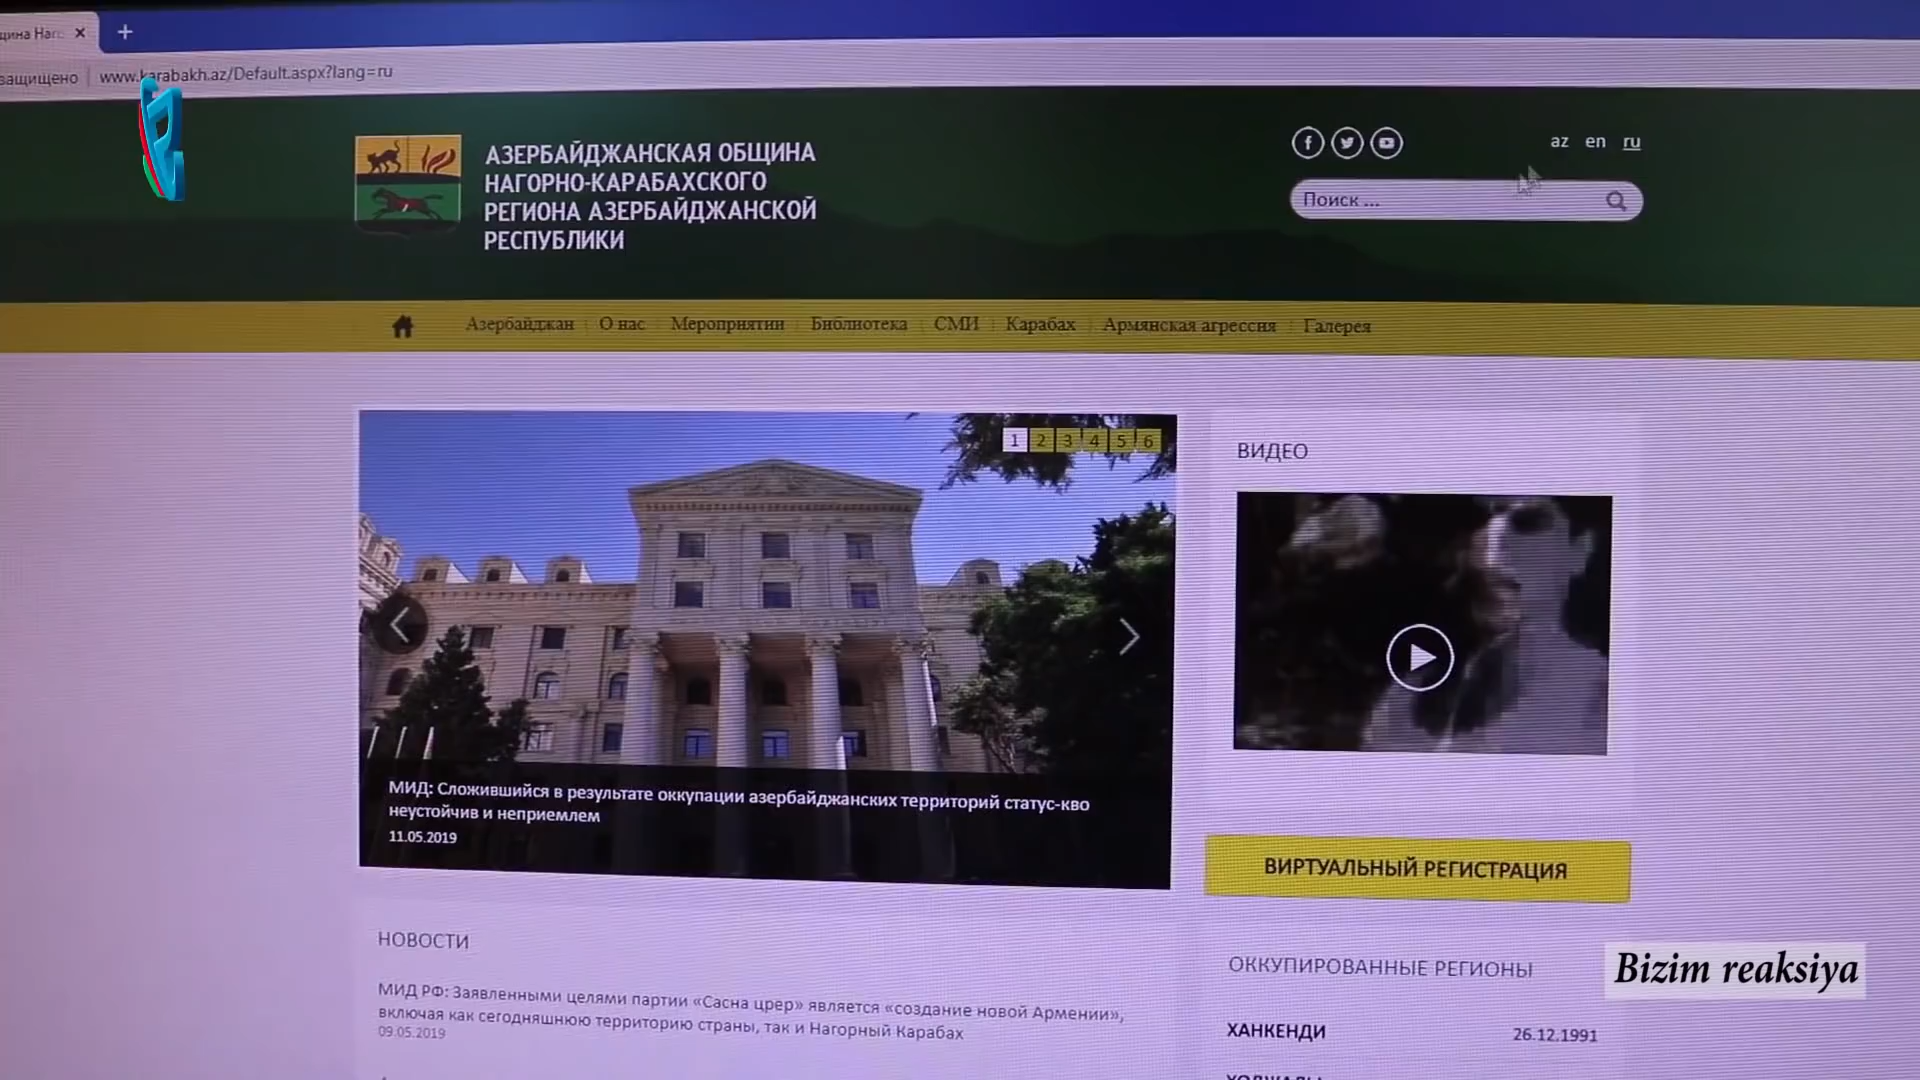 www.karabakh.az/Default.aspx?lang=ru
защищено
АЗЕРБАЙДЖАНСКАЯ ОБЩИНА
НАГОРНО-КАРАБАХСКОГО
РЕГИОНА АЗЕРБАЙДЖАНСКОЙ
РЕСПУБЛИКИ
az en ru
Поиск ...
Азербайджан О нас Мероприятии Библиотека СМИ Карабах Армянская агрессия Галерея
1 2 3 4 5 6
МИД: Сложившийся в результате оккупации азербайджанских территорий статус-кво
неустойчив и неприемлем
11.05.2019
ВИДЕО
ВИРТУАЛЬНЫЙ РЕГИСТРАЦИЯ
НОВОСТИ
МИД РФ: Заявленными целями партии «Сасна црер» является «создание новой Армении»,
включая как сегодняшнюю территорию страны, так и Нагорный Карабах
09.05.2019
ОККУПИРОВАННЫЕ РЕГИОНЫ
ХАНКЕНДИ 26.12.1991
Bizim reaksiya